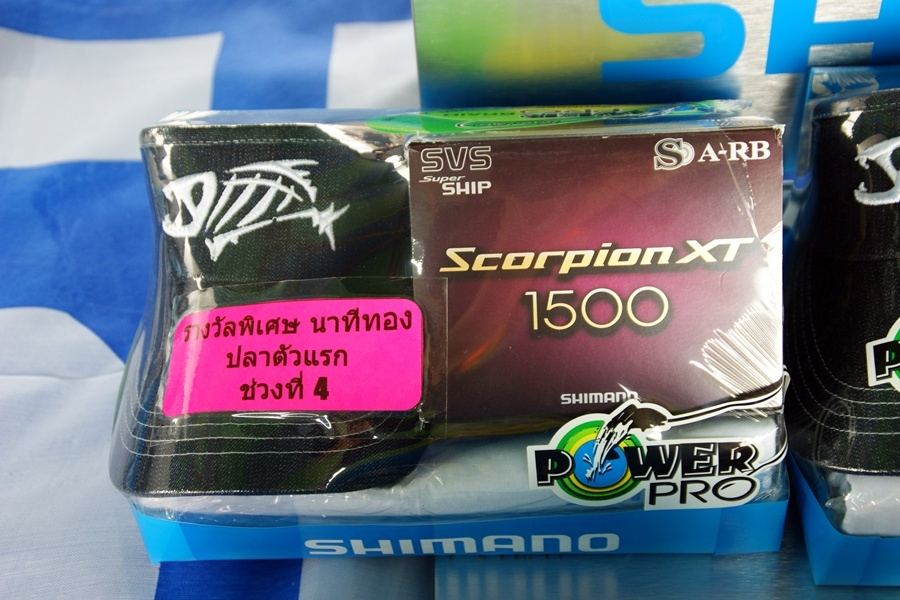 SH
SVS
Super
SHIP
S A-RB
Scorpion XT
1500
SHIMANO
รางวัลพิเศษ นาทีทอง
ปลาตัวแรก
ช่วงที่ 4
POWER
PRO
P
SHIMANO